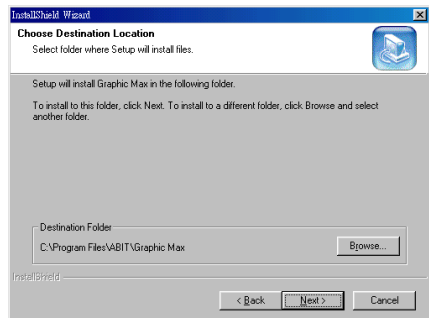 InstallShield Wizard
Choose Destination Location
Select folder where Setup will install files.
Setup will install Graphic Max in the following folder.
To install to this folder, click Next. To install to a different folder, click Browse and select
another folder.
Destination Folder
C:\Program Files\ABIT\Graphic Max
Browse...
InstallShield
< Back
Next >
Cancel